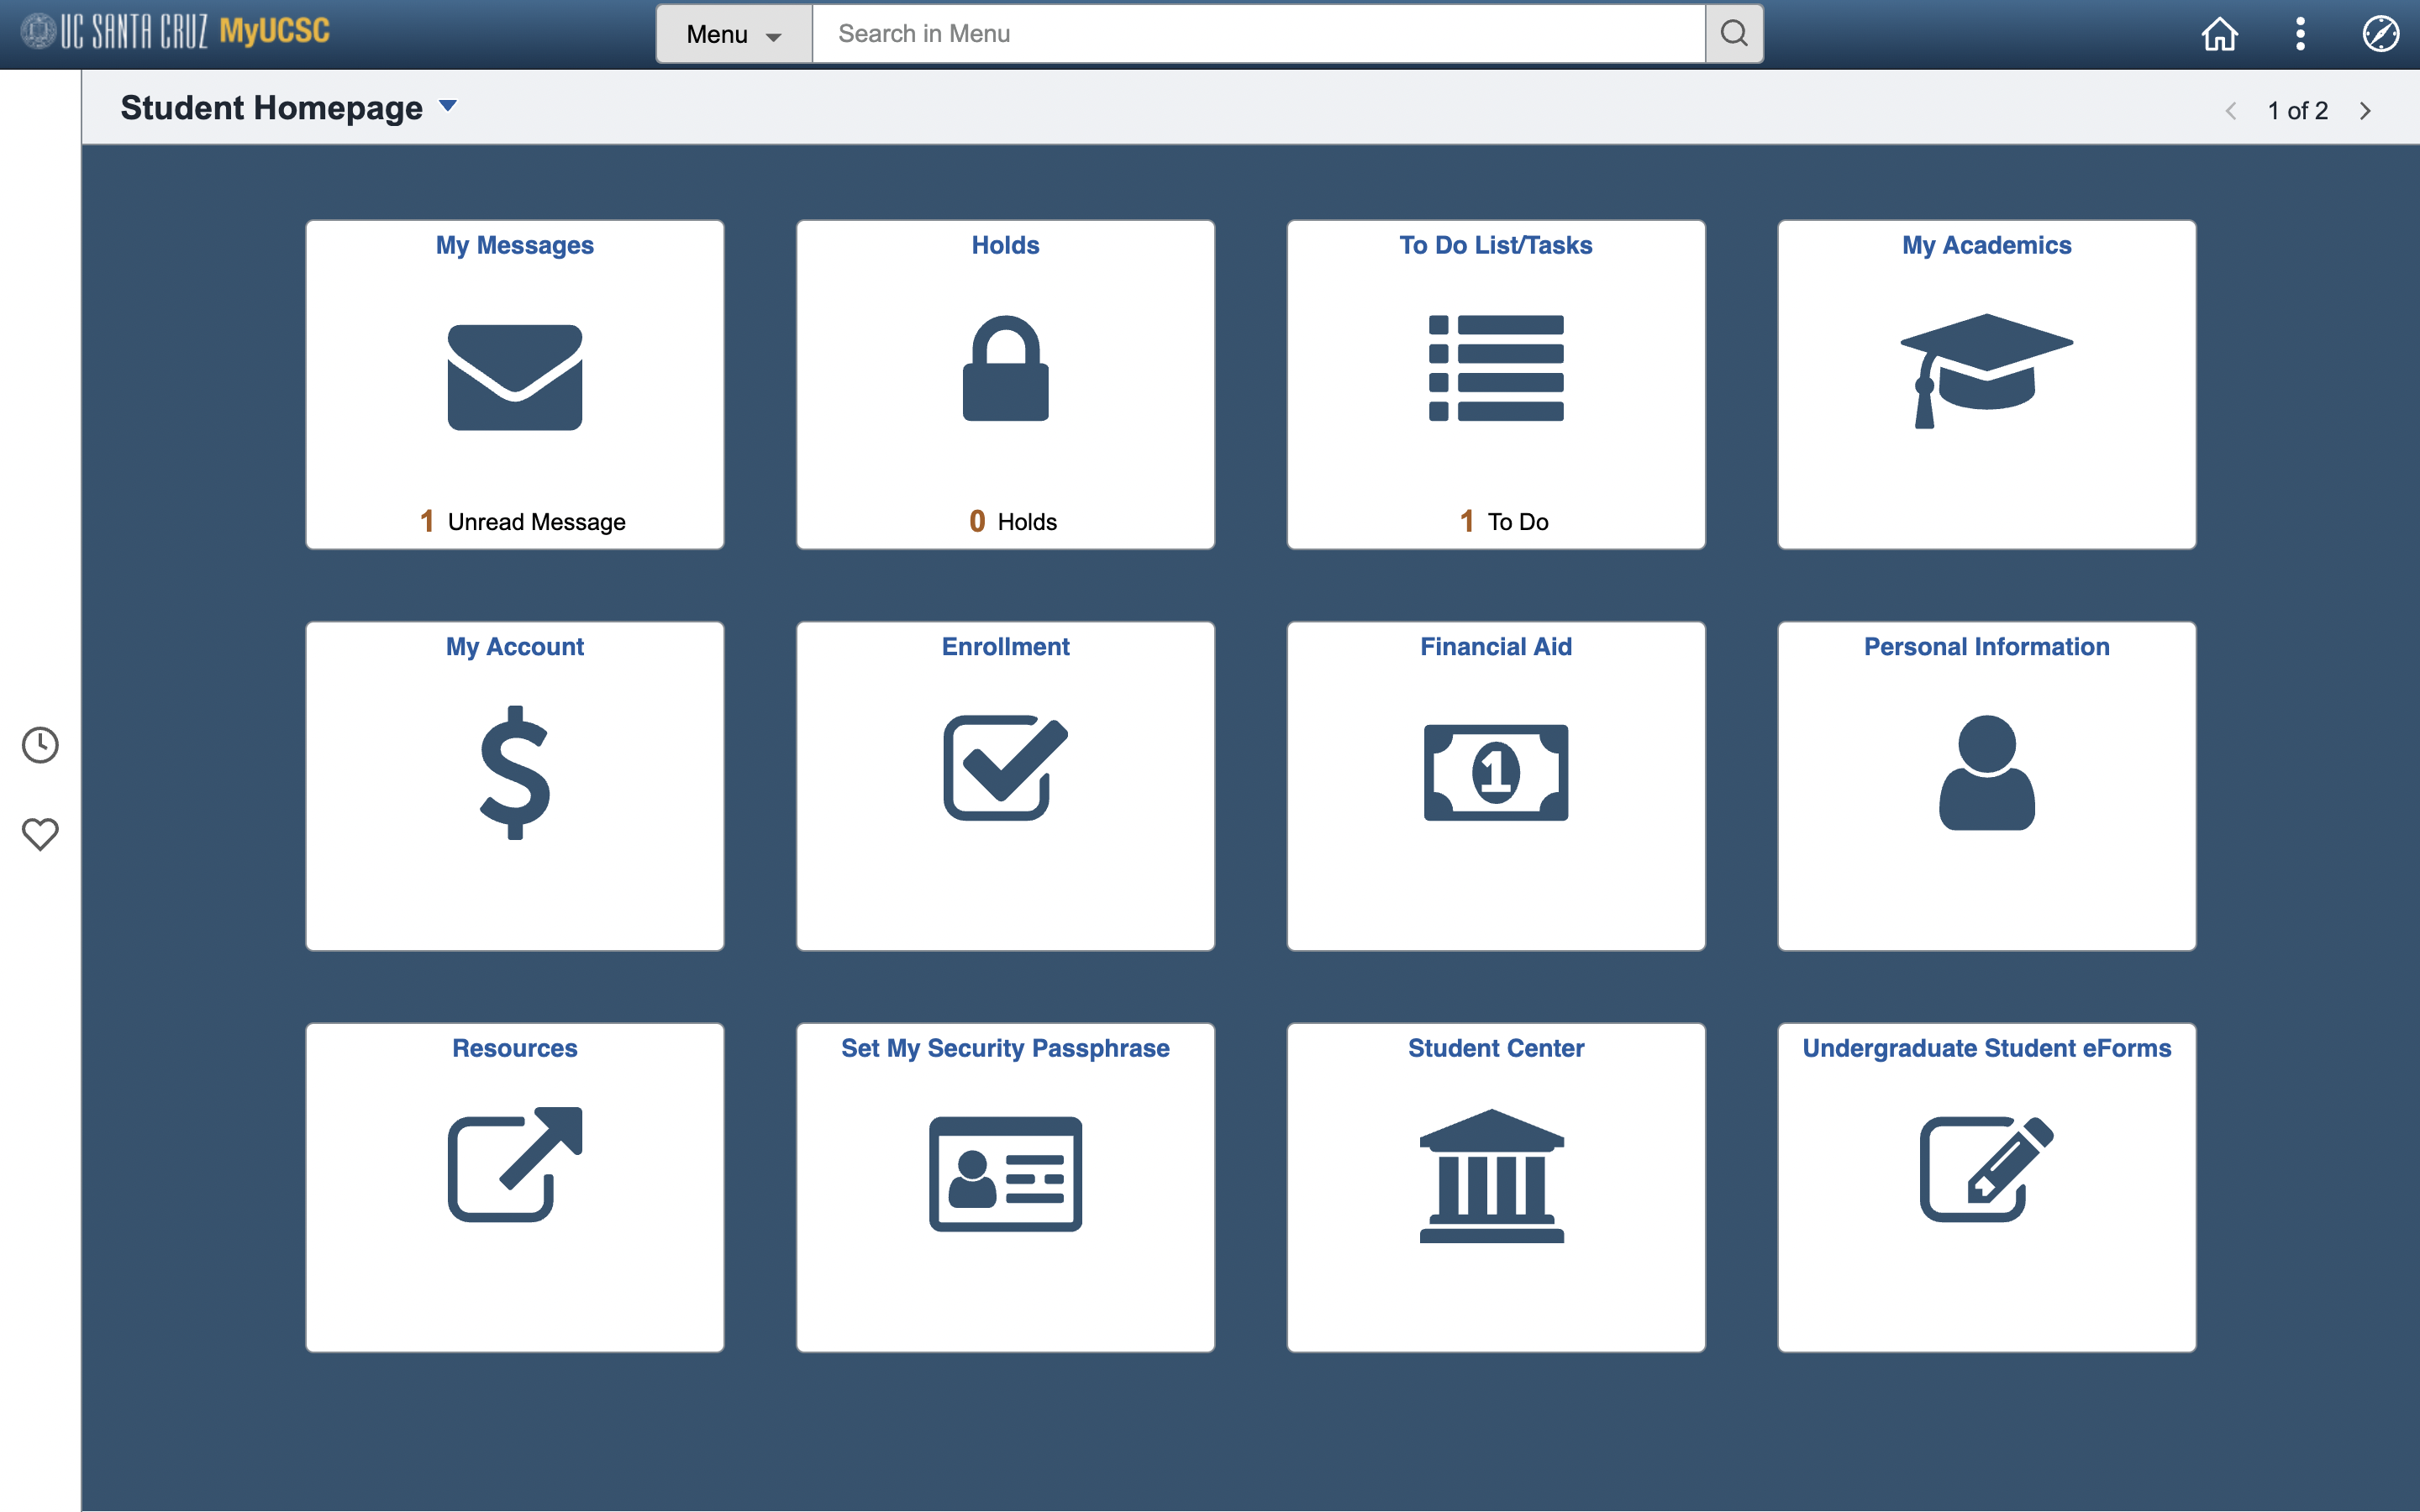 UC SANTA CRUZ MyUCSC
Menu
Search in Menu
Student Homepage
1 of 2
My Messages
1 Unread Message
Holds
0 Holds
To Do List/Tasks
1 To Do
My Academics
My Account
Enrollment
Financial Aid
1
Personal Information
Resources
Set My Security Passphrase
Student Center
Undergraduate Student eForms